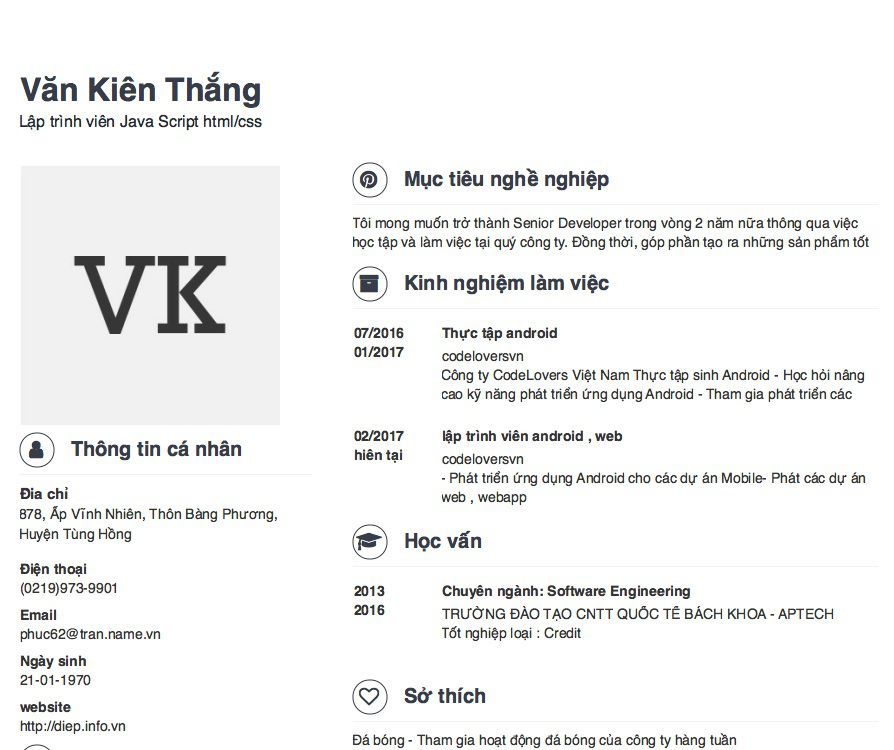 Văn Kiên Thắng
Lập trình viên Java Script html/css
VK
Thông tin cá nhân
Đia chỉ
878, Ấp Vĩnh Nhiên, Thôn Bàng Phương,
Huyện Tùng Hồng
Điện thoại
(0219)973-9901
Email
phuc62@tran.name.vn
Ngày sinh
21-01-1970
website
http://diep.info.vn
Mục tiêu nghề nghiệp
Tôi mong muốn trở thành Senior Developer trong vòng 2 năm nữa thông qua việc
học tập và làm việc tại quý công ty. Đồng thời, góp phần tạo ra những sản phẩm tốt
Kinh nghiệm làm việc
07/2016
01/2017
Thực tập android
codeloversvn
Công ty CodeLovers Việt Nam Thực tập sinh Android - Học hỏi nâng
cao kỹ năng phát triển ứng dụng Android - Tham gia phát triển các
02/2017
hiên tại
lập trình viên android , web
codeloversvn
- Phát triển ứng dụng Android cho các dự án Mobile- Phát các dự án
web , webapp
Học vấn
2013
2016
Chuyên ngành: Software Engineering
TRƯỜNG ĐÀO TẠO CNTT QUỐC TẾ BÁCH KHOA - APTECH
Tốt nghiệp loại : Credit
Sở thích
Đá bóng - Tham gia hoạt động đá bóng của công ty hàng tuần